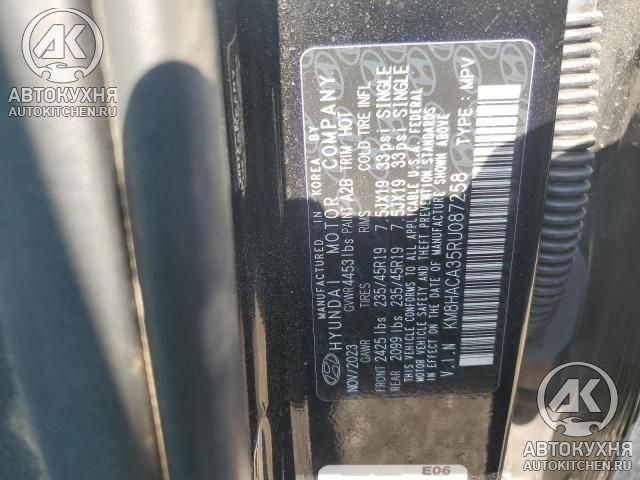 АВТОКУХНЯ
AUTOKITCHEN.RU
MANUFACTURED BY
KOREA BY
HYUNDAI MOTOR COMPANY
NOV/2023 GVWR 4453lbs PAINT A2B TRIM HOT
GAWR TIRES RIMS COLD TIRE INFL.
FRONT 2425 lbs 235/45R19 7.5JX19 33psi SINGLE
REAR 2099 lbs 235/45R19 7.5JX19 33psi SINGLE
THIS VEHICLE CONFORMS TO ALL APPLICABLE U.S.A. FEDERAL
MOTOR VEHICLE SAFETY AND THEFT PREVENTION STANDARDS
IN EFFECT ON THE DATE OF MANUFACTURE SHOWN ABOVE
V.I.N KM8HACA35RU087258 TYPE: MPV
E06
АВТОКУХНЯ
AUTOKITCHEN.RU